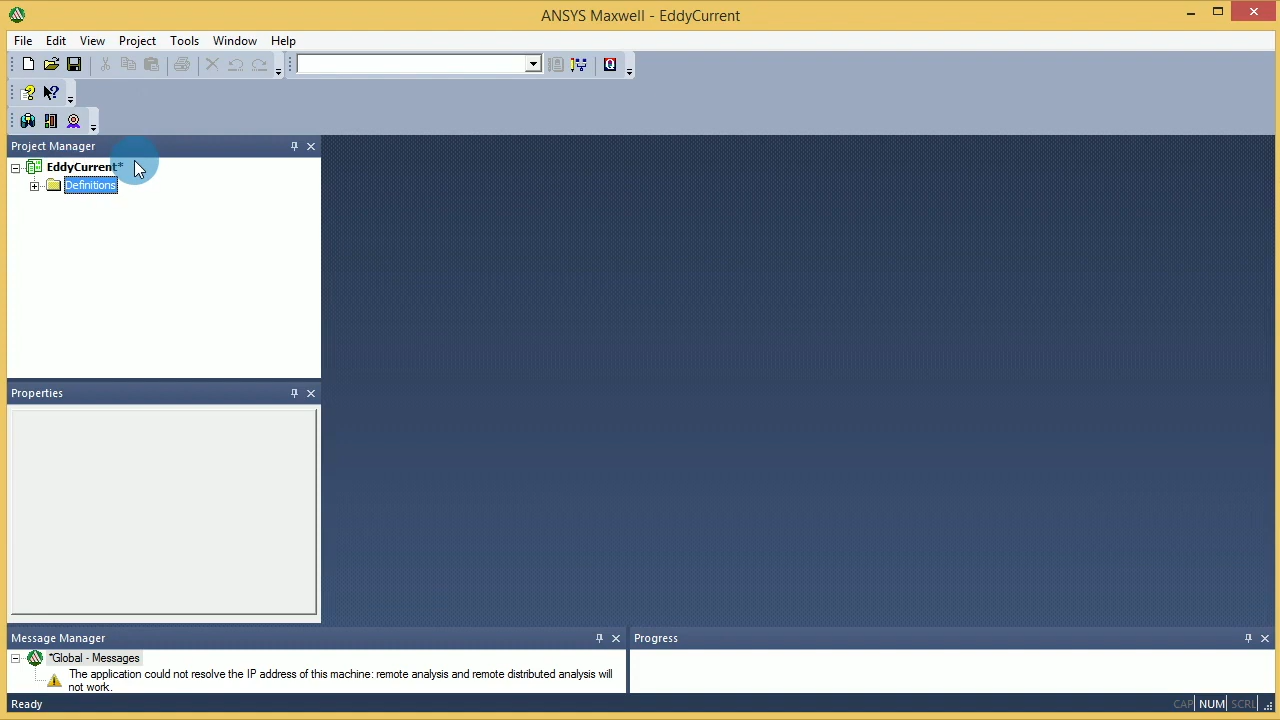 ANSYS Maxwell - EddyCurrent
File Edit View Project Tools Window Help
Project Manager
EddyCurrent*
Definitions
Properties
Message Manager
*Global - Messages
The application could not resolve the IP address of this machine: remote analysis and remote distributed analysis will
not work.
Progress
Ready
CAP NUM SCRL